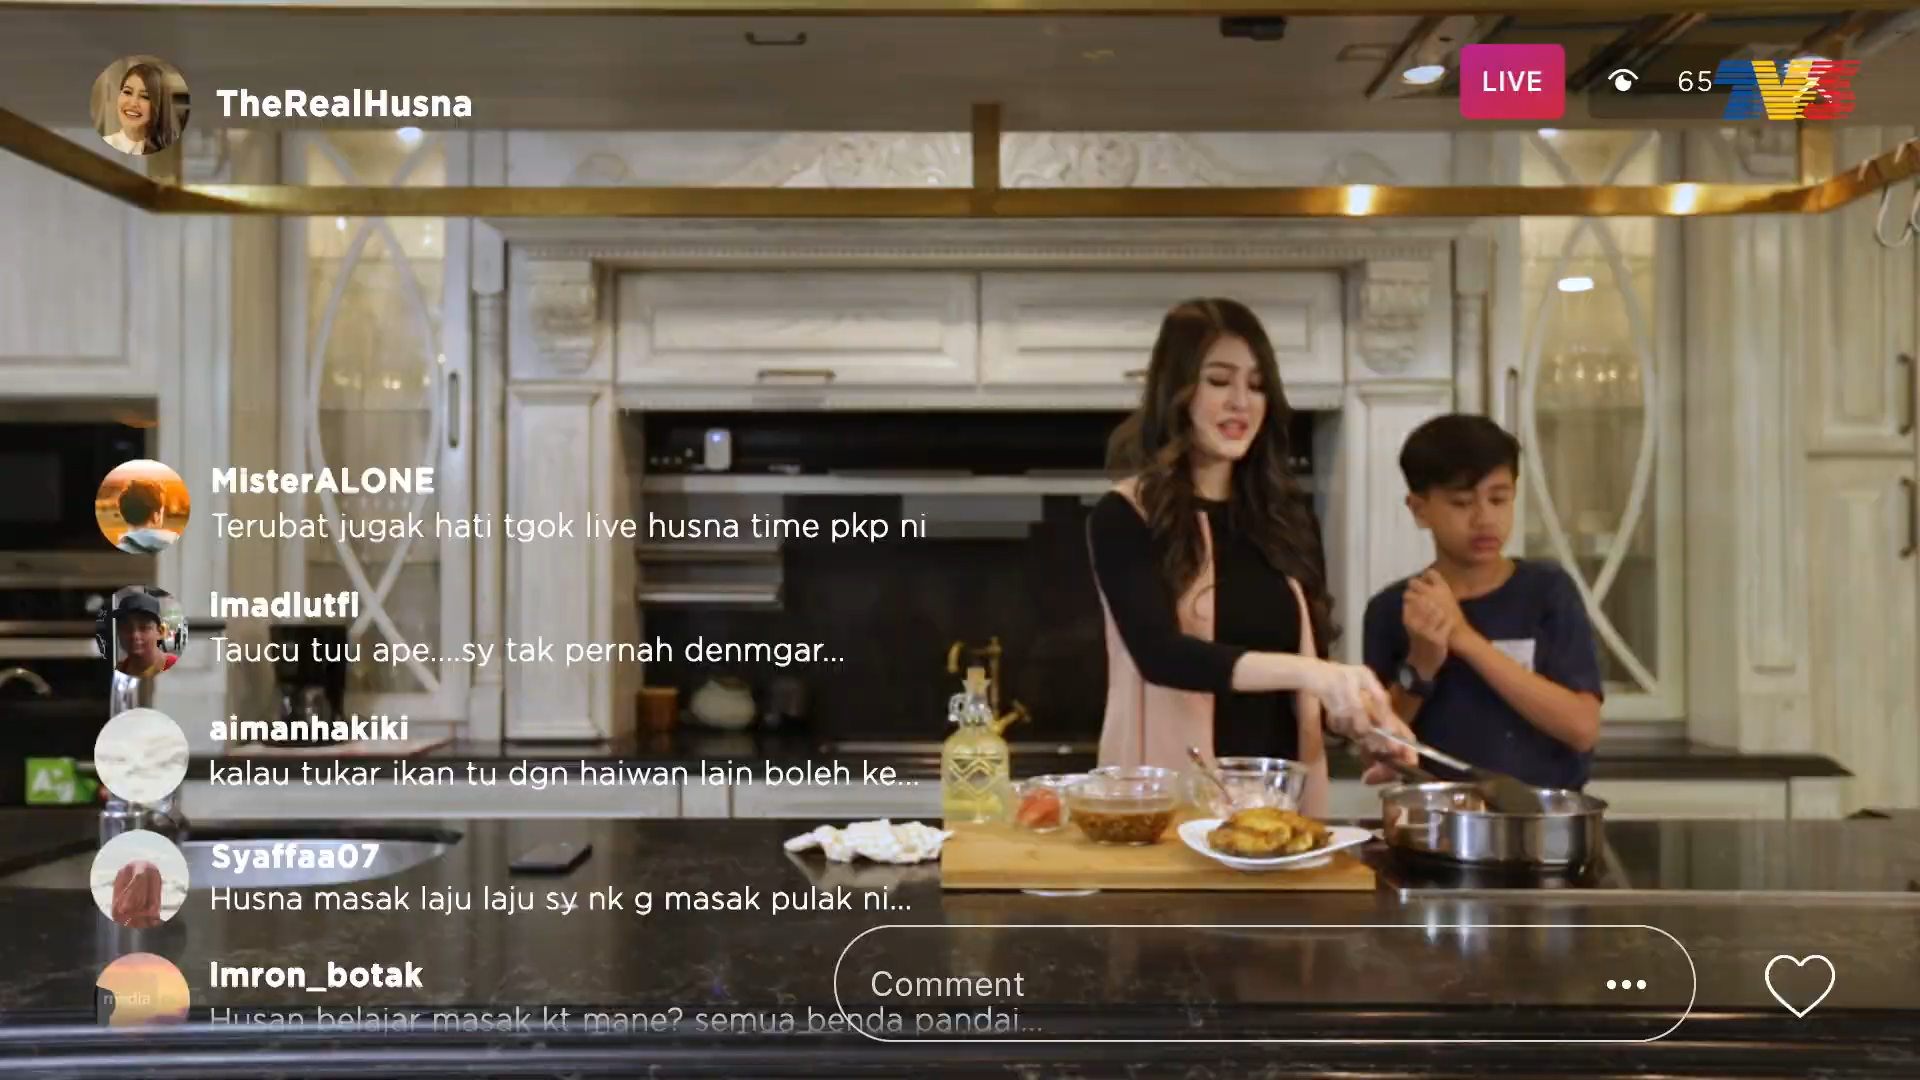 TheRealHusna
LIVE
65
TV3
MisterALONE
Terubat jugak hati tgok live husna time pkp ni
imadlutfi
Taucu tuu ape....sy tak pernah denmgar...
aimanhakiki
kalau tukar ikan tu dgn haiwan lain boleh ke...
Syaffaa07
Husna masak laju laju sy nk g masak pulak ni...
Imron_botak
media
Husan belajar masak kt mane? semua benda pandai...
Comment